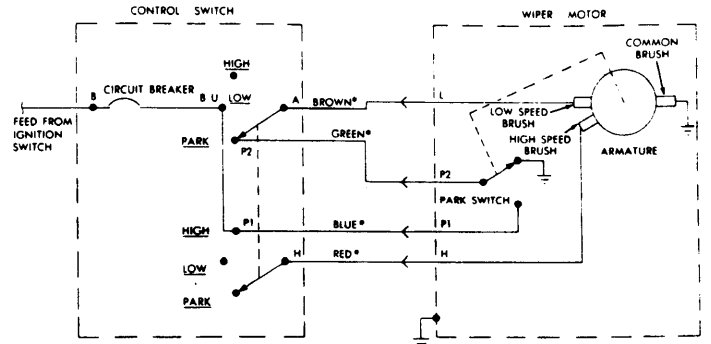 CONTROL SWITCH
WIPER MOTOR
HIGH
COMMON
BRUSH
B
CIRCUIT BREAKER
B U
LOW
A
BROWN*
L
LOW SPEED
BRUSH
FEED FROM
IGNITION
SWITCH
PARK
P2
GREEN*
HIGH SPEED
BRUSH
ARMATURE
P2
PARK SWITCH
HIGH
P1
BLUE*
P1
LOW
H
RED*
H
PARK